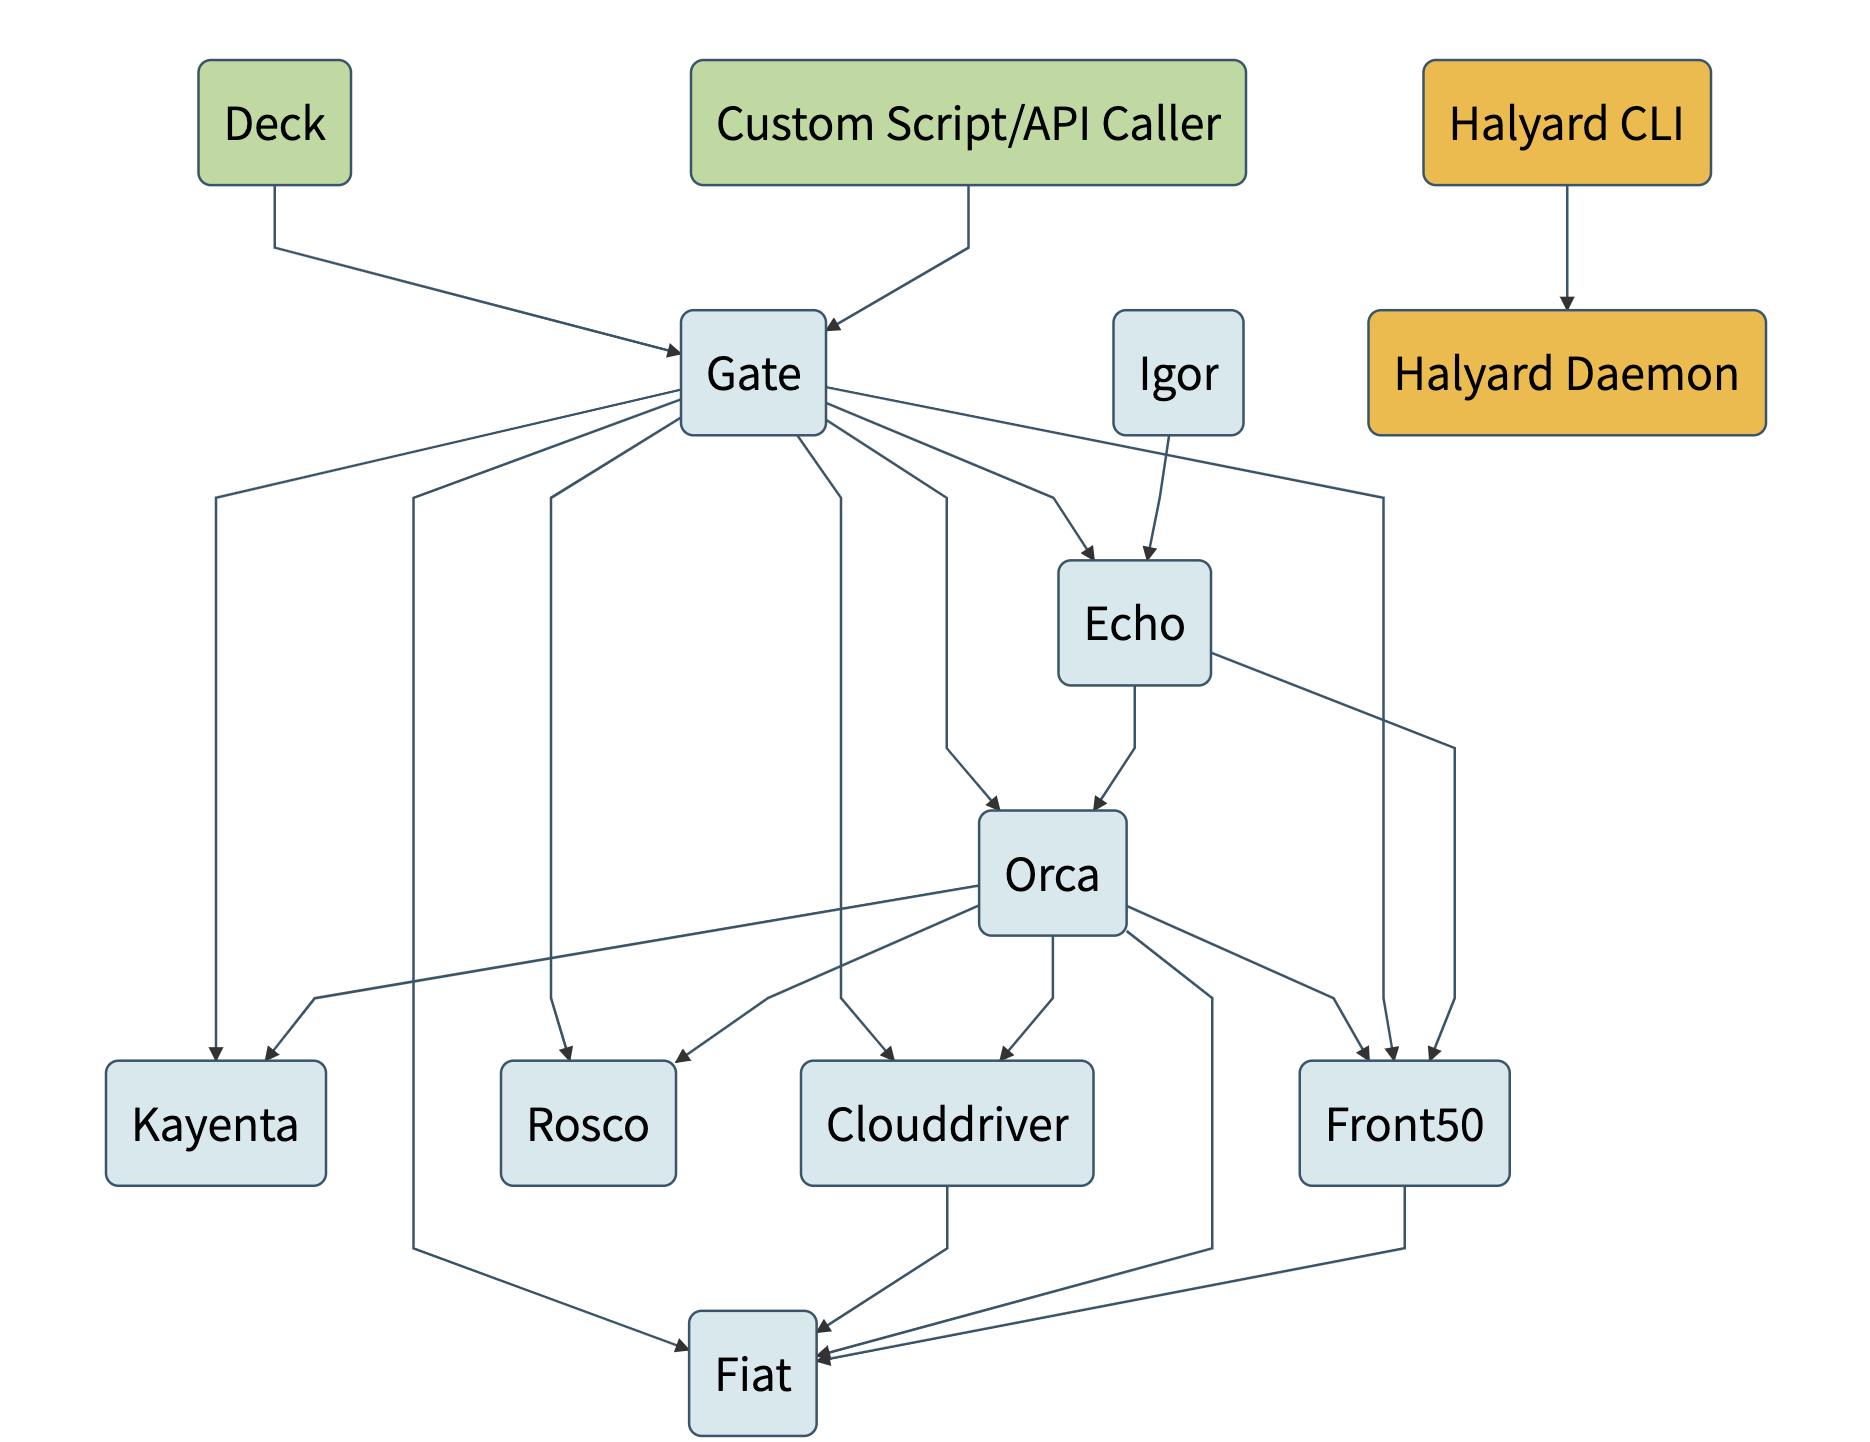 Deck
Custom Script/API Caller
Halyard CLI
Gate
Igor
Halyard Daemon
Echo
Orca
Kayenta
Rosco
Clouddriver
Front50
Fiat